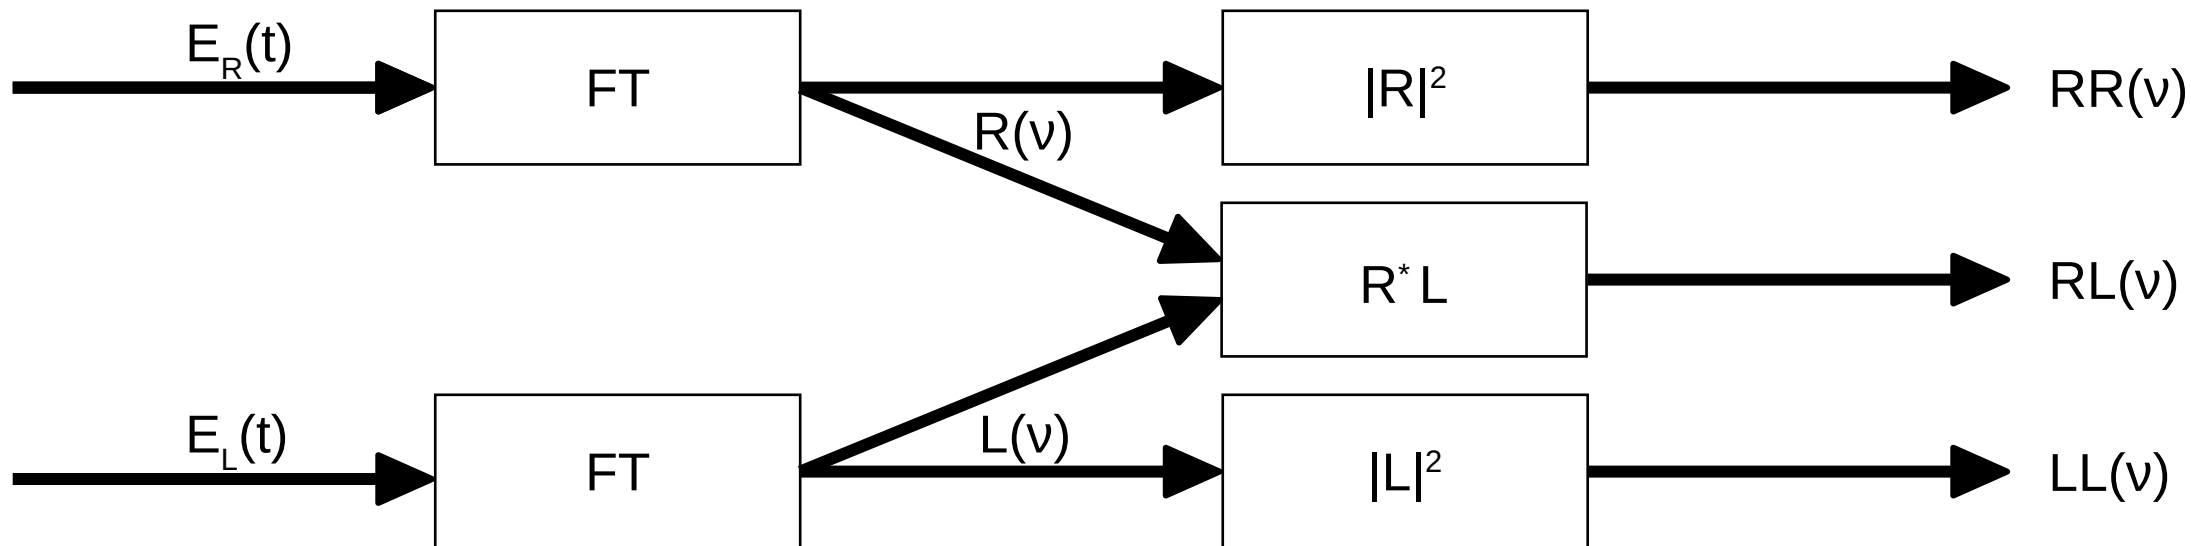 E_R(t)
FT
|R|²
RR(ν)
R(ν)
R* L
RL(ν)
E_L(t)
FT
L(ν)
|L|²
LL(ν)